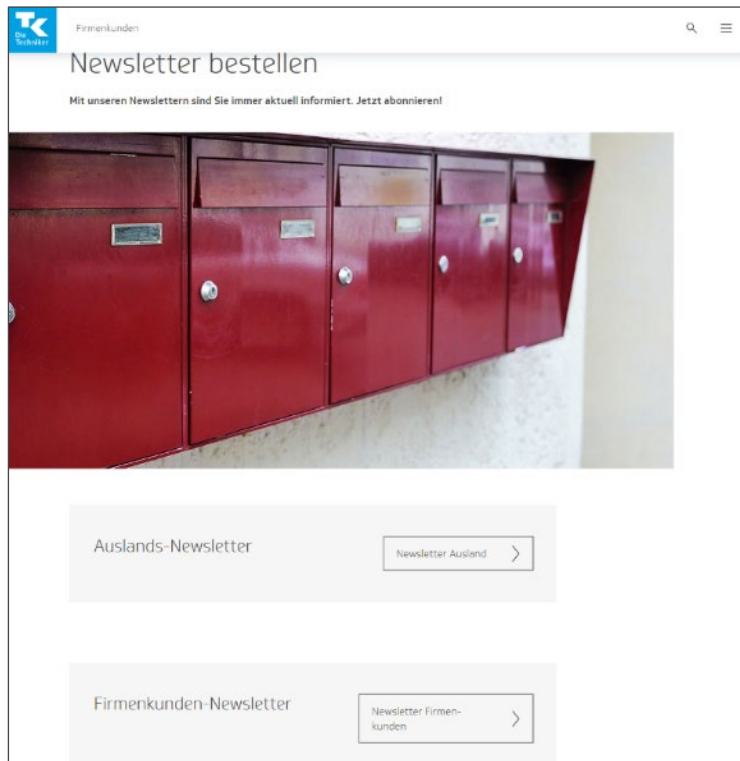 TK
Die
Techniker
Firmenkunden
Newsletter bestellen
Mit unseren Newslettern sind Sie immer aktuell informiert. Jetzt abonnieren!
Auslands-Newsletter
Newsletter Ausland
Firmenkunden-Newsletter
Newsletter Firmen-
kunden